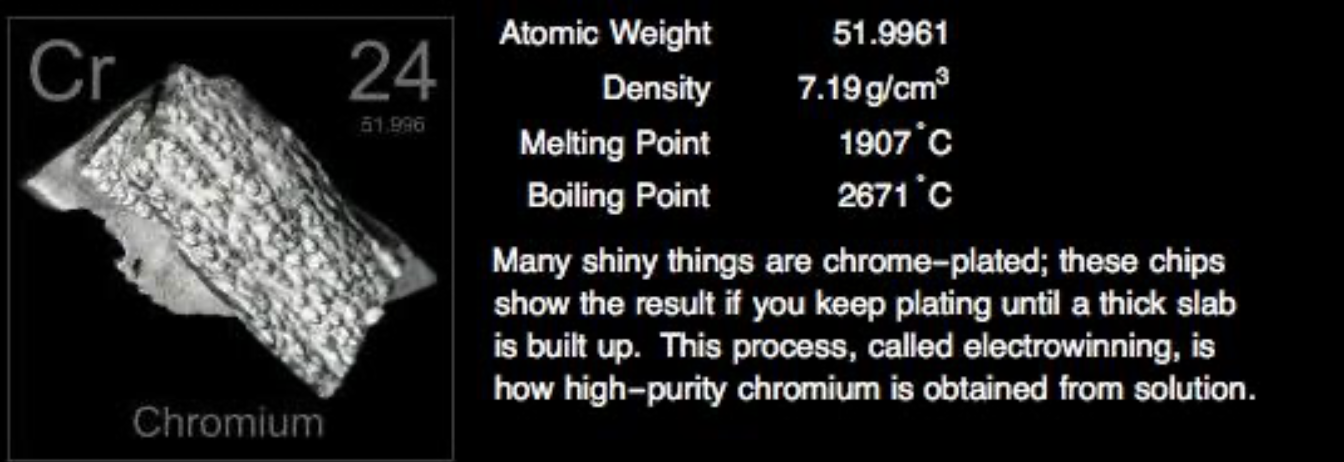 Cr 24
51.996
Chromium
Atomic Weight 51.9961
Density 7.19 g/cm³
Melting Point 1907 °C
Boiling Point 2671 °C
Many shiny things are chrome–plated; these chips
show the result if you keep plating until a thick slab
is built up. This process, called electrowinning, is
how high–purity chromium is obtained from solution.